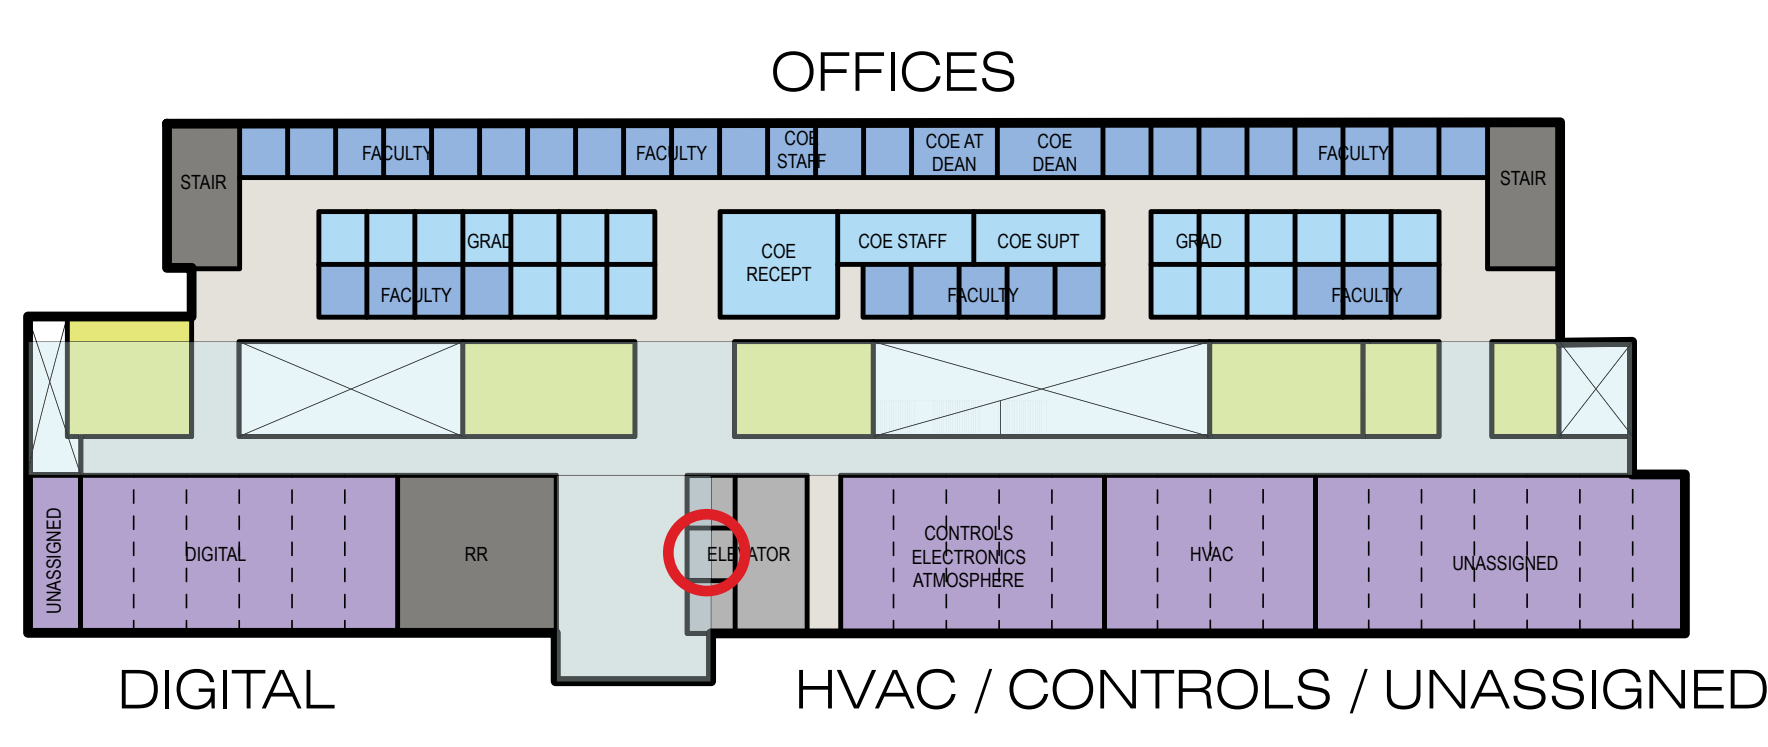 OFFICES
FACULTY
FACULTY
COE
STAFF
COE AT
DEAN
COE
DEAN
FACULTY
STAIR
STAIR
GRAD
COE
RECEPT
COE STAFF
COE SUPT
GRAD
FACULTY
FACULTY
FACULTY
UNASSIGNED
DIGITAL
RR
ELEVATOR
CONTROLS
ELECTRONICS
ATMOSPHERE
HVAC
UNASSIGNED
DIGITAL
HVAC / CONTROLS / UNASSIGNED